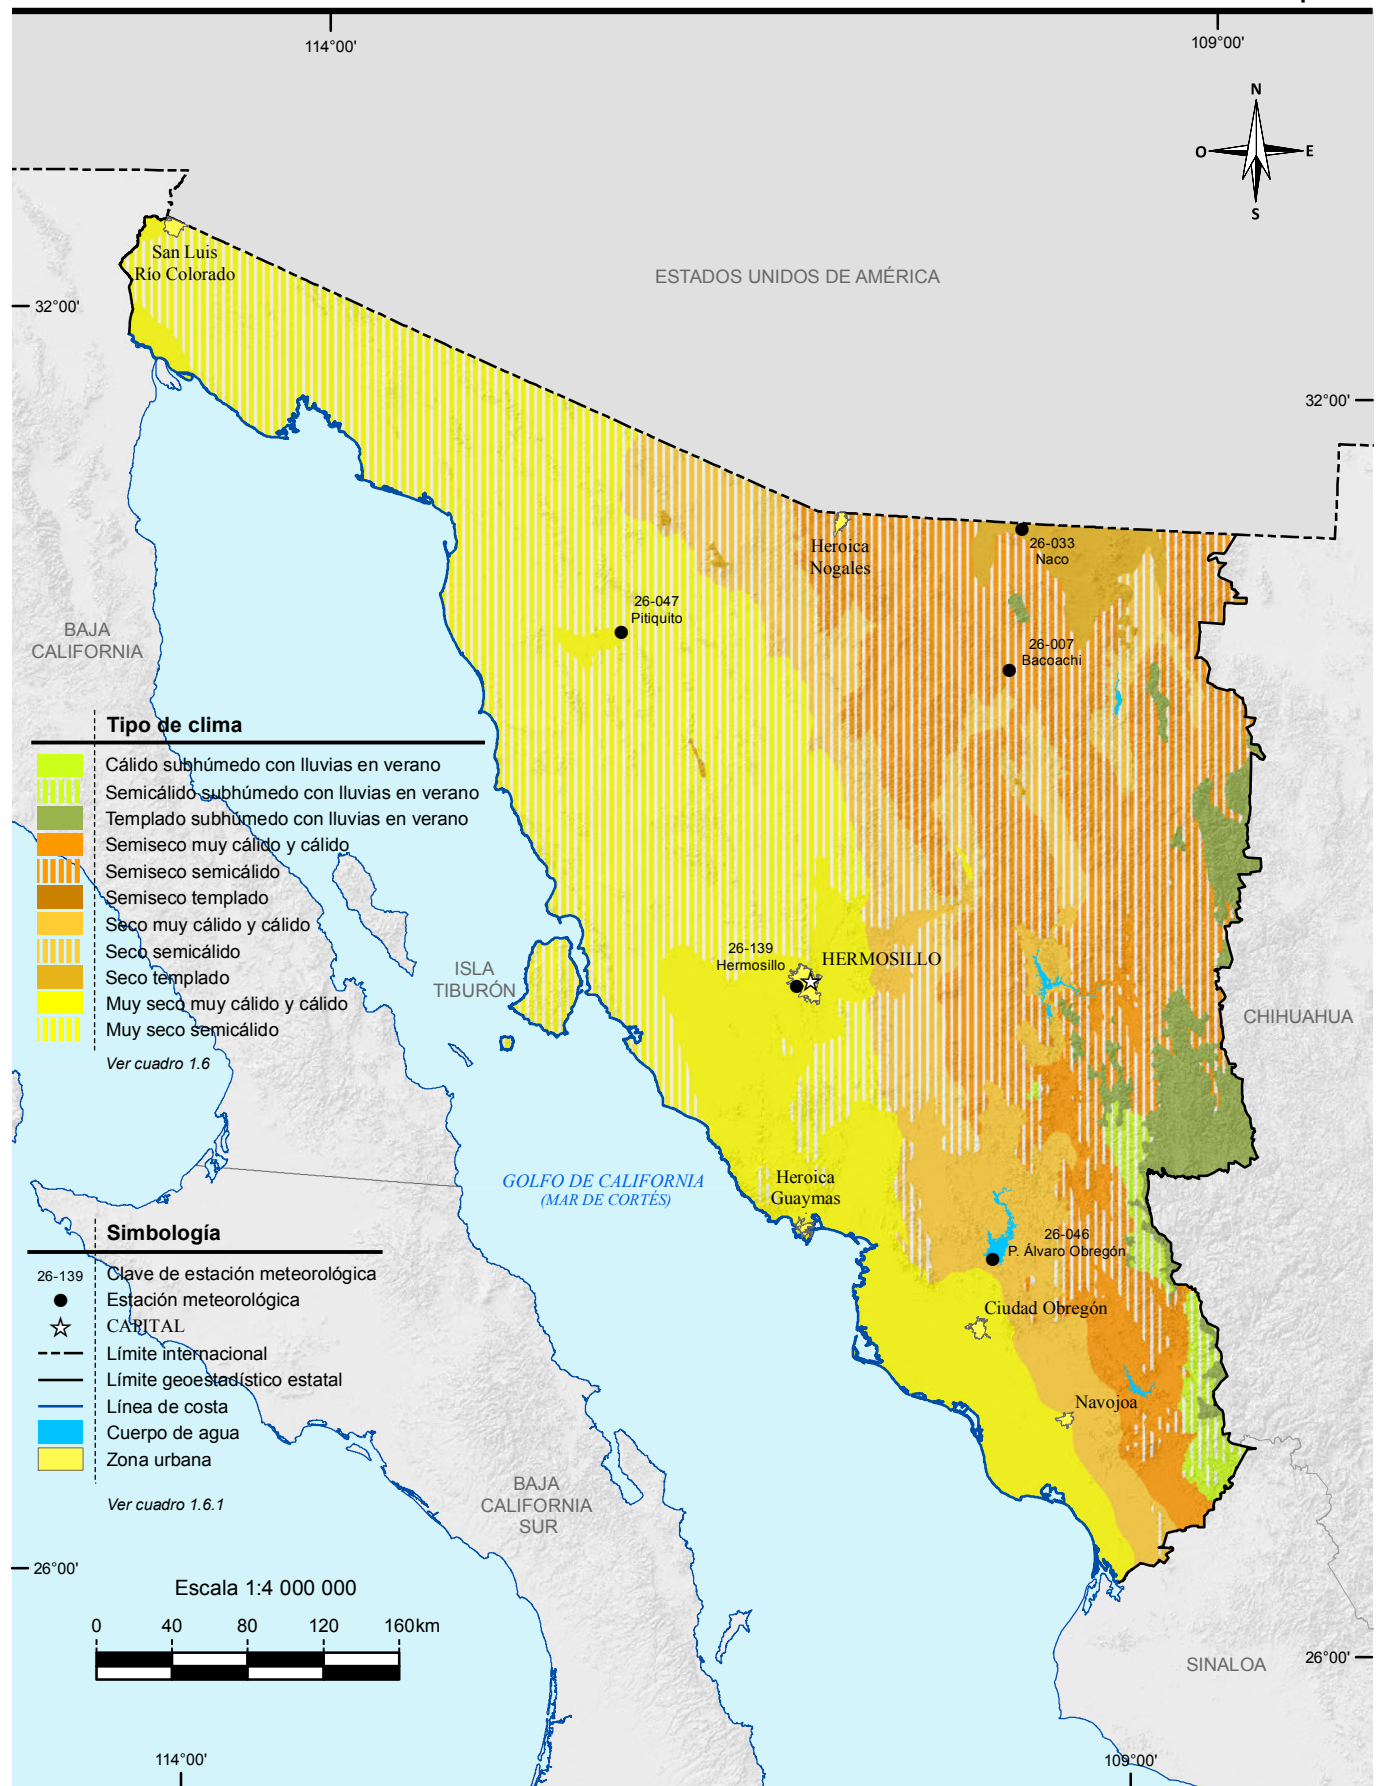 114°00'
109°00'
N
O
E
S
San Luis
Río Colorado
ESTADOS UNIDOS DE AMÉRICA
32°00'
32°00'
Heroica
Nogales
26-033
Naco
26-047
Pitiquito
26-007
Bacoachi
BAJA
CALIFORNIA
Tipo de clima
Cálido subhúmedo con lluvias en verano
Semicálido subhúmedo con lluvias en verano
Templado subhúmedo con lluvias en verano
Semiseco muy cálido y cálido
Semiseco semicálido
Semiseco templado
Seco muy cálido y cálido
Seco semicálido
Seco templado
Muy seco muy cálido y cálido
Muy seco semicálido
Ver cuadro 1.6
26-139
Hermosillo
HERMOSILLO
ISLA
TIBURÓN
CHIHUAHUA
GOLFO DE CALIFORNIA
(MAR DE CORTÉS)
Heroica
Guaymas
26-046
P. Álvaro Obregón
Ciudad Obregón
Navojoa
Simbología
26-139 Clave de estación meteorológica
Estación meteorológica
CAPITAL
Límite internacional
Límite geoestadístico estatal
Línea de costa
Cuerpo de agua
Zona urbana
Ver cuadro 1.6.1
BAJA
CALIFORNIA
SUR
26°00'
Escala 1:4 000 000
0 40 80 120 160km
SINALOA
26°00'
114°00'
109°00'